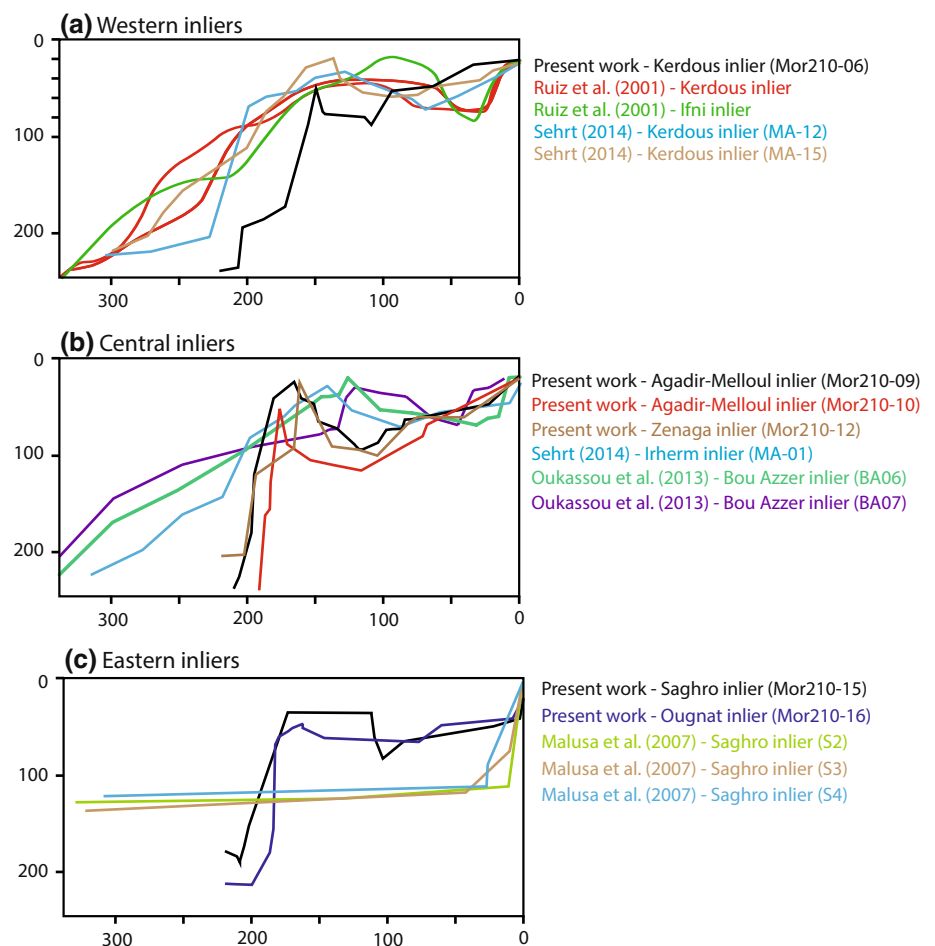 (a) Western inliers
0
100
200
300
200
100
0
Present work - Kerdous inlier (Mor210-06)
Ruiz et al. (2001) - Kerdous inlier
Ruiz et al. (2001) - Ifni inlier
Sehrt (2014) - Kerdous inlier (MA-12)
Sehrt (2014) - Kerdous inlier (MA-15)
(b) Central inliers
0
100
200
300
200
100
0
Present work - Agadir-Melloul inlier (Mor210-09)
Present work - Agadir-Melloul inlier (Mor210-10)
Present work - Zenaga inlier (Mor210-12)
Sehrt (2014) - Irherm inlier (MA-01)
Oukassou et al. (2013) - Bou Azzer inlier (BA06)
Oukassou et al. (2013) - Bou Azzer inlier (BA07)
(c) Eastern inliers
0
100
200
300
200
100
0
Present work - Saghro inlier (Mor210-15)
Present work - Ougnat inlier (Mor210-16)
Malusa et al. (2007) - Saghro inlier (S2)
Malusa et al. (2007) - Saghro inlier (S3)
Malusa et al. (2007) - Saghro inlier (S4)